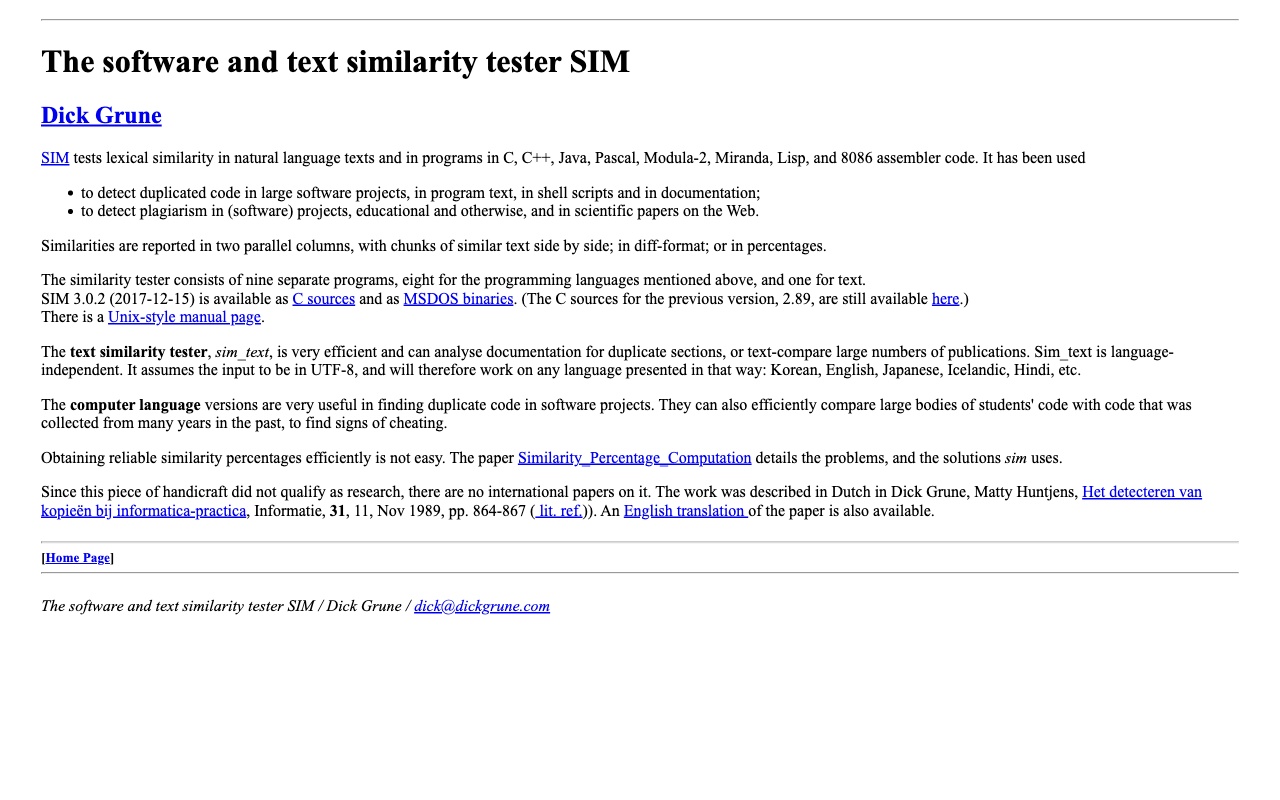 The software and text similarity tester SIM
Dick Grune
SIM tests lexical similarity in natural language texts and in programs in C, C++, Java, Pascal, Modula-2, Miranda, Lisp, and 8086 assembler code. It has been used
• to detect duplicated code in large software projects, in program text, in shell scripts and in documentation;
• to detect plagiarism in (software) projects, educational and otherwise, and in scientific papers on the Web.
Similarities are reported in two parallel columns, with chunks of similar text side by side; in diff-format; or in percentages.
The similarity tester consists of nine separate programs, eight for the programming languages mentioned above, and one for text.
SIM 3.0.2 (2017-12-15) is available as C sources and as MSDOS binaries. (The C sources for the previous version, 2.89, are still available here.)
There is a Unix-style manual page.
The text similarity tester, sim_text, is very efficient and can analyse documentation for duplicate sections, or text-compare large numbers of publications. Sim_text is language-
independent. It assumes the input to be in UTF-8, and will therefore work on any language presented in that way: Korean, English, Japanese, Icelandic, Hindi, etc.
The computer language versions are very useful in finding duplicate code in software projects. They can also efficiently compare large bodies of students' code with code that was
collected from many years in the past, to find signs of cheating.
Obtaining reliable similarity percentages efficiently is not easy. The paper Similarity_Percentage_Computation details the problems, and the solutions sim uses.
Since this piece of handicraft did not qualify as research, there are no international papers on it. The work was described in Dutch in Dick Grune, Matty Huntjens, Het detecteren van
kopieën bij informatica-practica, Informatie, 31, 11, Nov 1989, pp. 864-867 ( lit. ref.)). An English translation of the paper is also available.
[Home Page]
The software and text similarity tester SIM / Dick Grune / dick@dickgrune.com